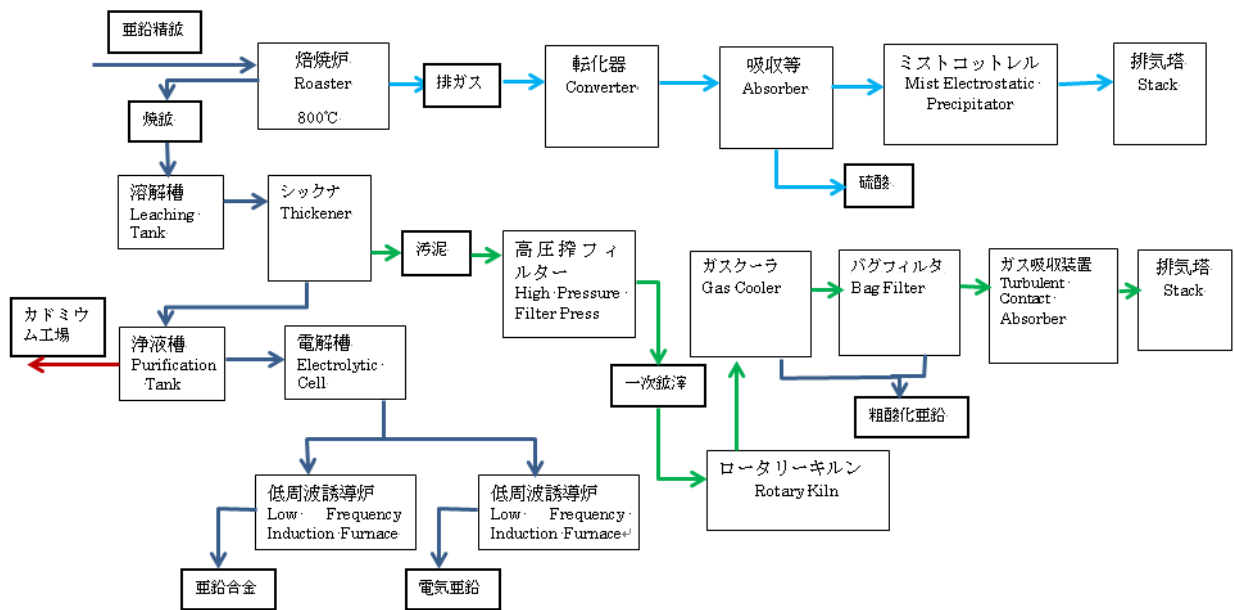 亜鉛精鉱
焙焼炉
Roaster
800℃
排ガス
転化器
Converter
吸収等
Absorber
ミストコットレル
Mist Electrostatic
Precipitator
排気塔
Stack
焼鉱
硫酸
溶解槽
Leaching
Tank
シックナ
Thickener
汚泥
高圧搾フィ
ルター
High Pressure
Filter Press
ガスクーラ
Gas Cooler
バグフィルタ
Bag Filter
ガス吸収装置
Turbulent
Contact
Absorber
排気塔
Stack
カドミウ
ム工場
浄液槽
Purification
Tank
電解槽
Electrolytic
Cell
一次鉱滓
粗酸化亜鉛
ロータリーキルン
Rotary Kiln
低周波誘導炉
Low Frequency
Induction Furnace
低周波誘導炉
Low Frequency
Induction Furnace
亜鉛合金
電気亜鉛